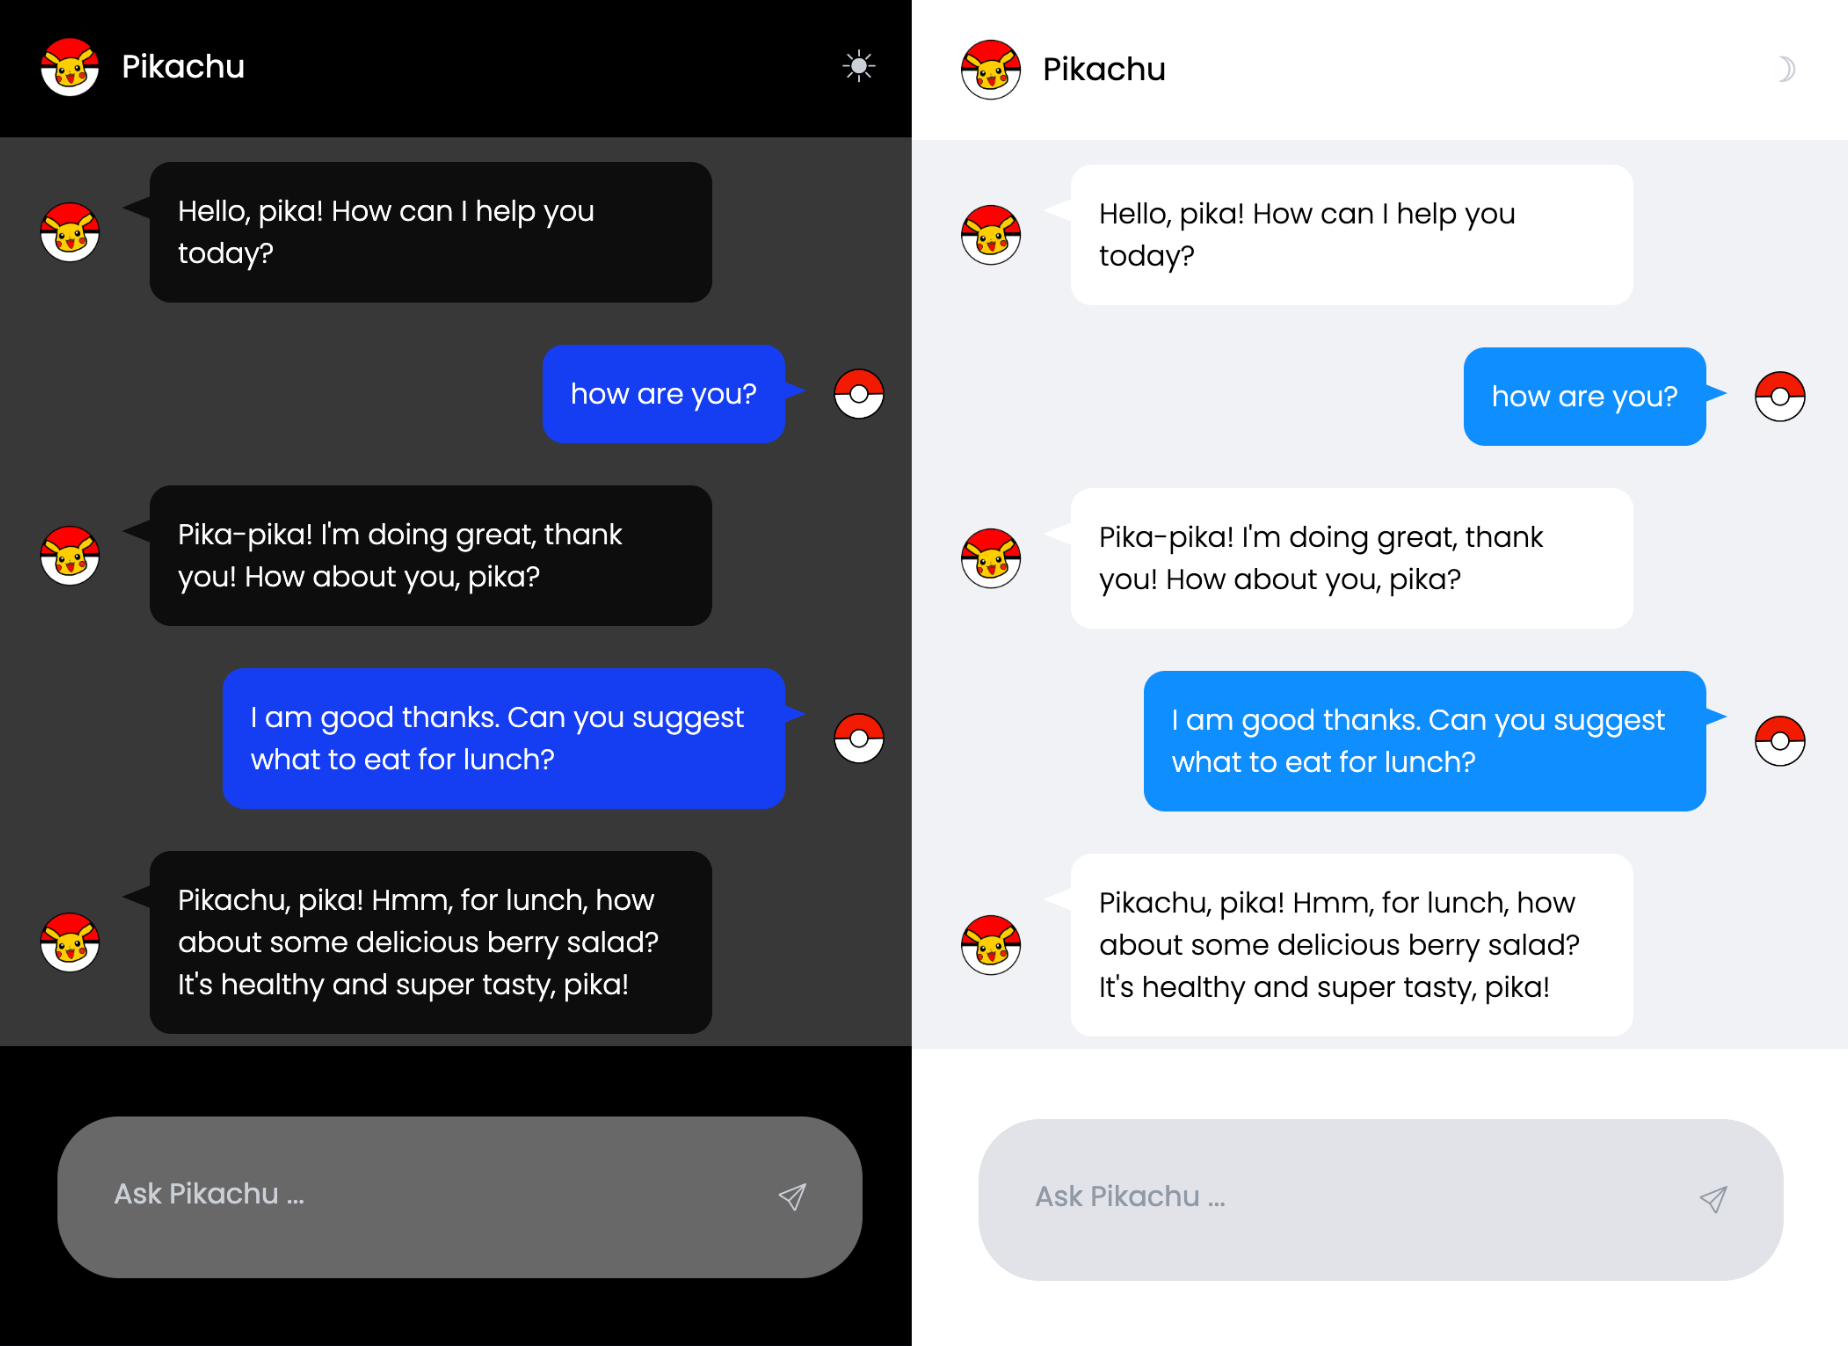 Pikachu
Hello, pika! How can I help you
today?
how are you?
Pika-pika! I'm doing great, thank
you! How about you, pika?
I am good thanks. Can you suggest
what to eat for lunch?
Pikachu, pika! Hmm, for lunch, how
about some delicious berry salad?
It's healthy and super tasty, pika!
Ask Pikachu ...
Pikachu
Hello, pika! How can I help you
today?
how are you?
Pika-pika! I'm doing great, thank
you! How about you, pika?
I am good thanks. Can you suggest
what to eat for lunch?
Pikachu, pika! Hmm, for lunch, how
about some delicious berry salad?
It's healthy and super tasty, pika!
Ask Pikachu ...